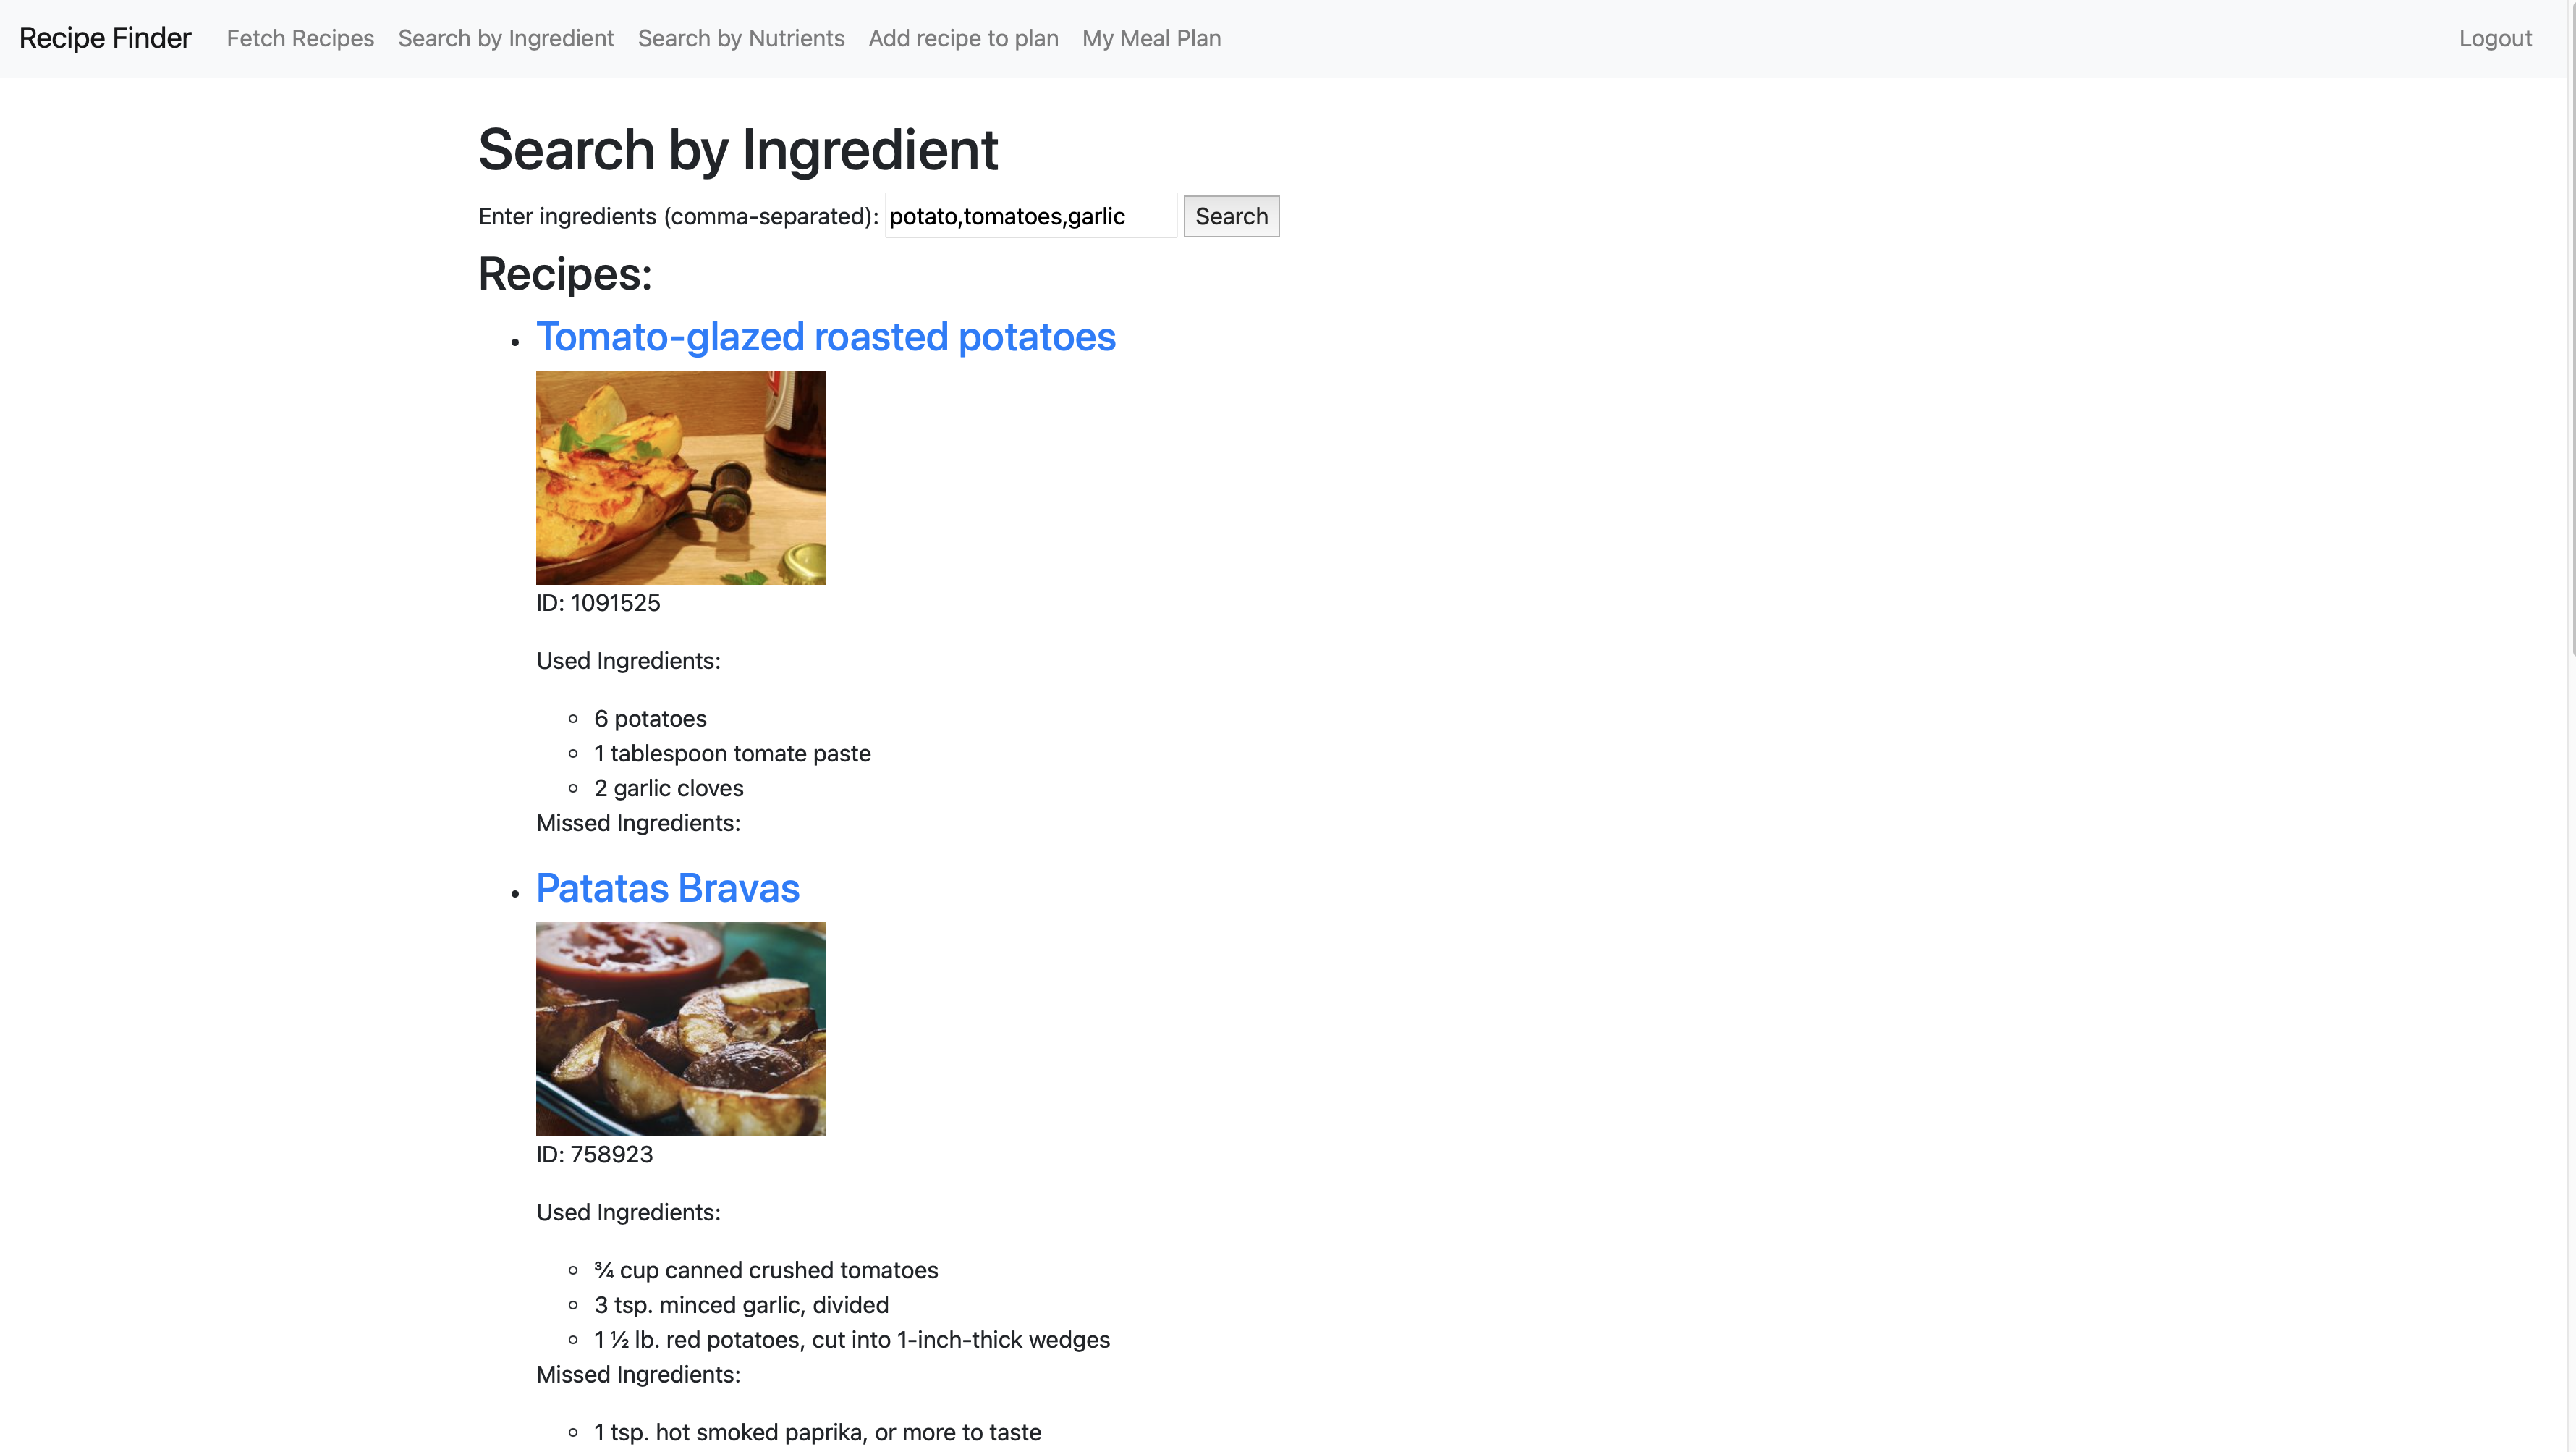 Recipe Finder Fetch Recipes Search by Ingredient Search by Nutrients Add recipe to plan My Meal Plan Logout
Search by Ingredient
Enter ingredients (comma-separated): potato,tomatoes,garlic Search
Recipes:
Tomato-glazed roasted potatoes
ID: 1091525
Used Ingredients:
6 potatoes
1 tablespoon tomate paste
2 garlic cloves
Missed Ingredients:
Patatas Bravas
ID: 758923
Used Ingredients:
¾ cup canned crushed tomatoes
3 tsp. minced garlic, divided
1 ½ lb. red potatoes, cut into 1-inch-thick wedges
Missed Ingredients:
1 tsp. hot smoked paprika, or more to taste